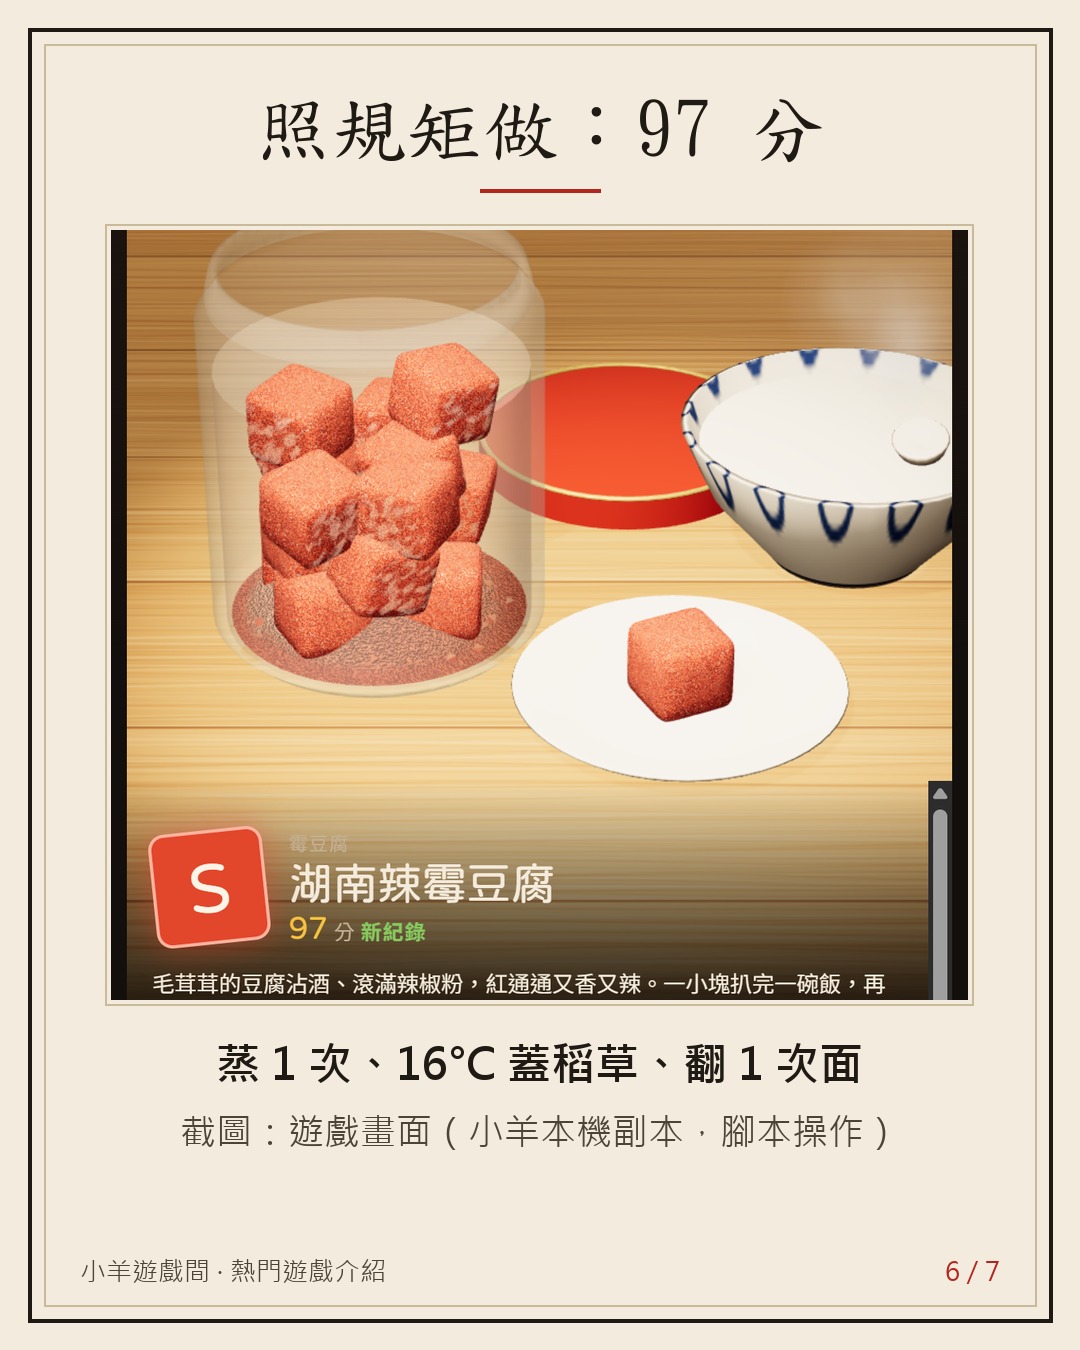 照規矩做：97 分
S
霉豆腐
湖南辣霉豆腐
97 分 新紀錄
毛茸茸的豆腐沾酒、滾滿辣椒粉，紅通通又香又辣。一小塊扒完一碗飯，再
蒸 1 次、16°C 蓋稻草、翻 1 次面
截圖：遊戲畫面（小羊本機副本，腳本操作）
小羊遊戲間 · 熱門遊戲介紹
6 / 7